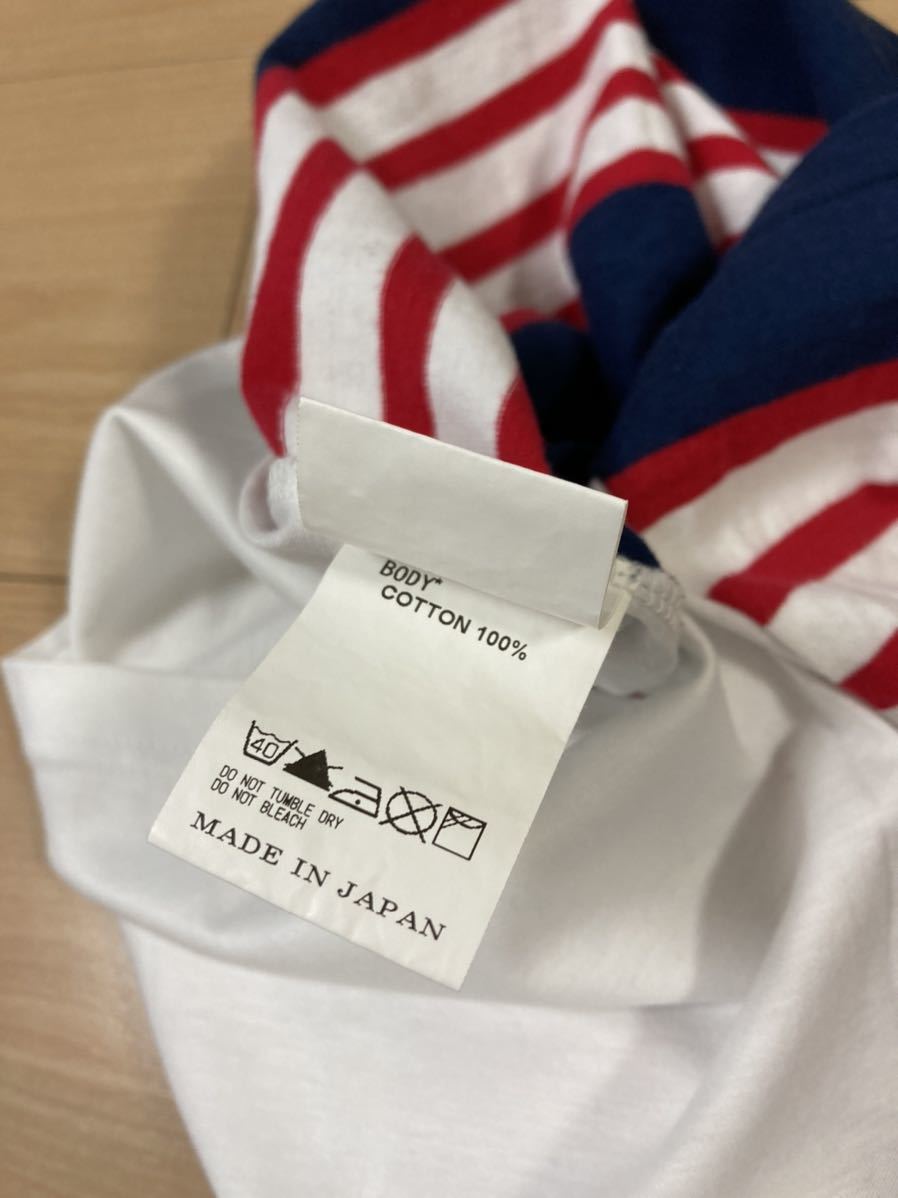 BODY*
COTTON 100%
40
DO NOT TUMBLE DRY
DO NOT BLEACH
MADE IN JAPAN